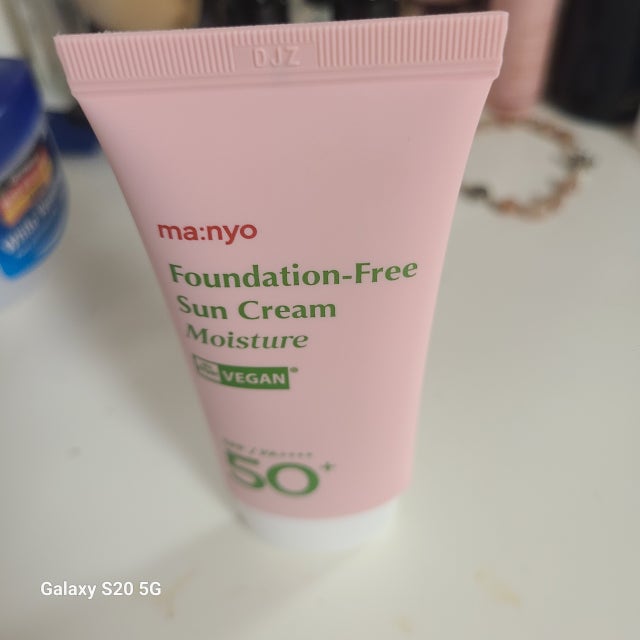 DJZ
ma:nyo
Foundation-Free
Sun Cream
Moisture
VEGAN
50+
Galaxy S20 5G